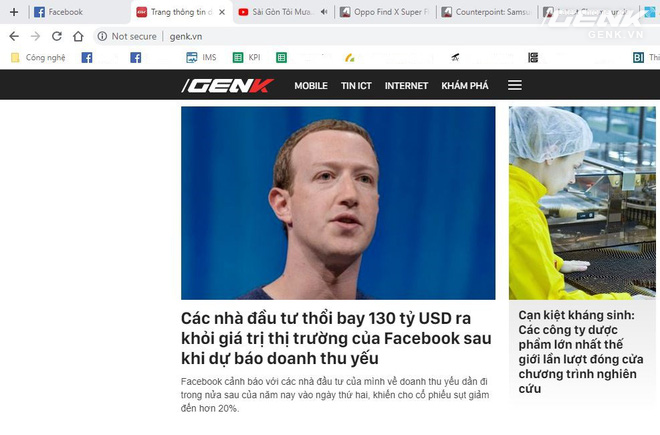 Facebook
Trang thông tin đ
Sài Gòn Tôi Mưa
Oppo Find X Super F
Counterpoint: Samsu
GENK
GENK.VN
Not secure | genk.vn
Công nghệ
IMS
KPI
BI
Thi
GENK
MOBILE
TIN ICT
INTERNET
KHÁM PHÁ
Các nhà đầu tư thổi bay 130 tỷ USD ra
khỏi giá trị thị trường của Facebook sau
khi dự báo doanh thu yếu
Facebook cảnh báo với các nhà đầu tư của mình về doanh thu yếu dần đi
trong nửa sau của năm nay vào ngày thứ hai, khiến cho cổ phiếu sụt giảm
đến hơn 20%.
Cạn kiệt kháng sinh:
Các công ty dược
phẩm lớn nhất thế
giới lần lượt đóng cửa
chương trình nghiên
cứu